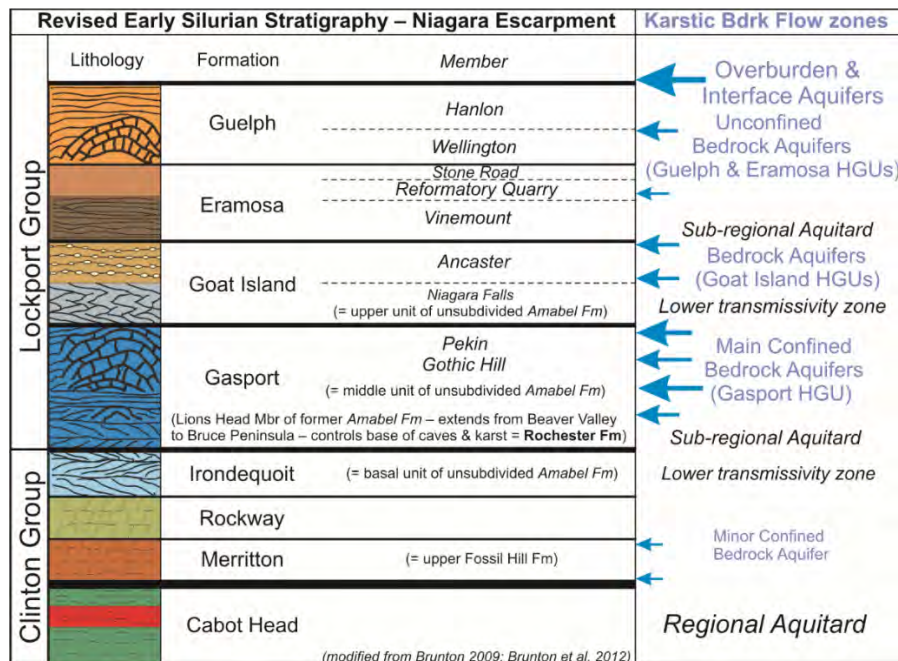 Revised Early Silurian Stratigraphy – Niagara Escarpment
Karstic Bdrk Flow zones
Lithology
Formation
Member
Overburden &
Interface Aquifers
Lockport Group
Guelph
Hanlon
Wellington
Unconfined
Bedrock Aquifers
(Guelph & Eramosa HGUs)
Eramosa
Stone Road
Reformatory Quarry
Vinemount
Sub-regional Aquitard
Goat Island
Ancaster
Niagara Falls
(= upper unit of unsubdivided Amabel Fm)
Bedrock Aquifers
(Goat Island HGUs)
Lower transmissivity zone
Gasport
Pekin
Gothic Hill
(= middle unit of unsubdivided Amabel Fm)
(Lions Head Mbr of former Amabel Fm – extends from Beaver Valley
to Bruce Peninsula – controls base of caves & karst = Rochester Fm)
Main Confined
Bedrock Aquifers
(Gasport HGU)
Sub-regional Aquitard
Clinton Group
Irondequoit
(= basal unit of unsubdivided Amabel Fm)
Lower transmissivity zone
Rockway
Merritton
(= upper Fossil Hill Fm)
Minor Confined
Bedrock Aquifer
Cabot Head
Regional Aquitard
(modified from Brunton 2009; Brunton et al. 2012)